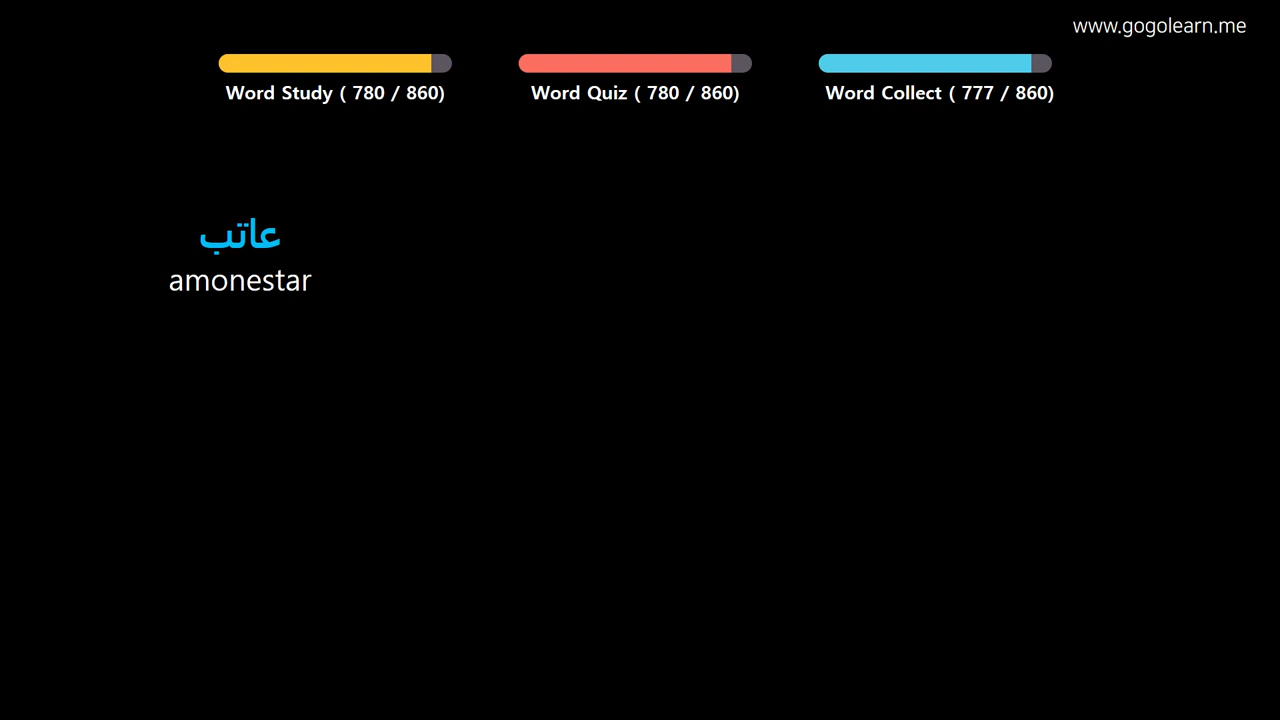 www.gogolearn.me
Word Study ( 780 / 860)
Word Quiz ( 780 / 860)
Word Collect ( 777 / 860)
عاتب
amonestar